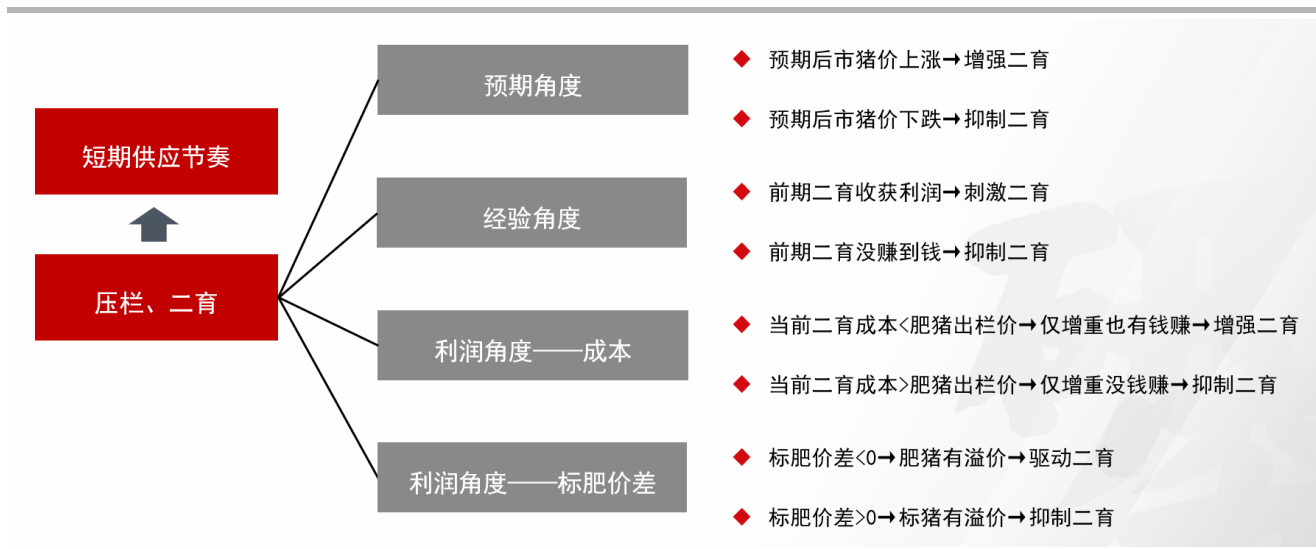 短期供应节奏
压栏、二育
预期角度
预期后市猪价上涨→增强二育
预期后市猪价下跌→抑制二育
经验角度
前期二育收获利润→刺激二育
前期二育没赚到钱→抑制二育
利润角度——成本
当前二育成本<肥猪出栏价→仅增重也有钱赚→增强二育
当前二育成本>肥猪出栏价→仅增重没钱赚→抑制二育
利润角度——标肥价差
标肥价差<0→肥猪有溢价→驱动二育
标肥价差>0→标猪有溢价→抑制二育